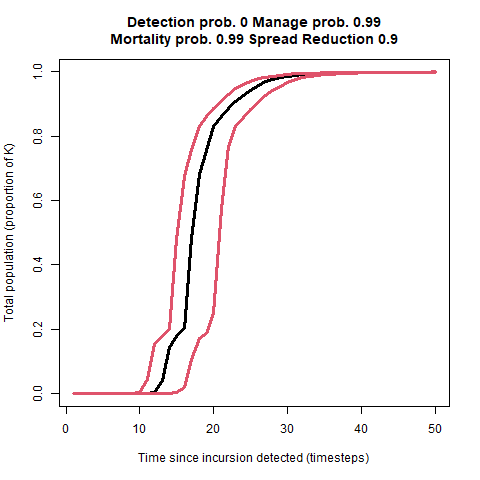 Detection prob. 0 Manage prob. 0.99
Mortality prob. 0.99 Spread Reduction 0.9
Total population (proportion of K)
1.0
0.8
0.6
0.4
0.2
0.0
0 10 20 30 40 50
Time since incursion detected (timesteps)